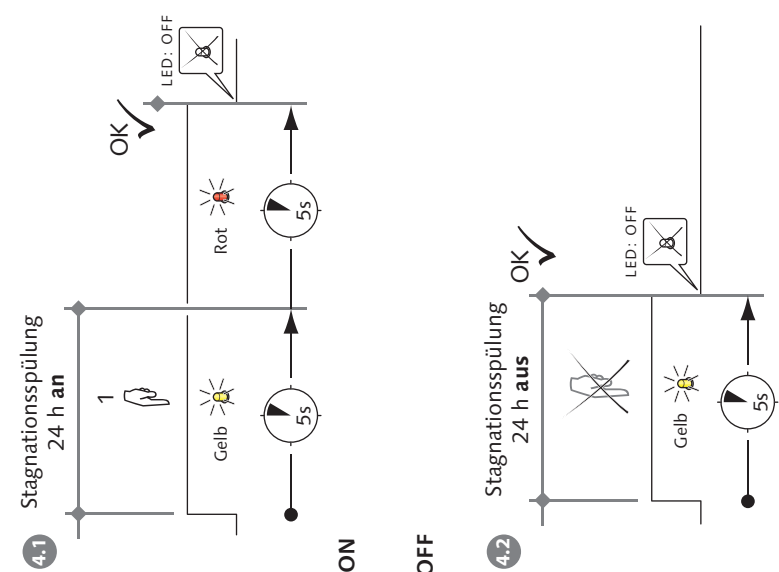 4.1
Stagnationsspülung
24 h an
1
Gelb
5s
Rot
5s
OK
LED: OFF
ON
OFF
4.2
Stagnationsspülung
24 h aus
Gelb
5s
OK
LED: OFF